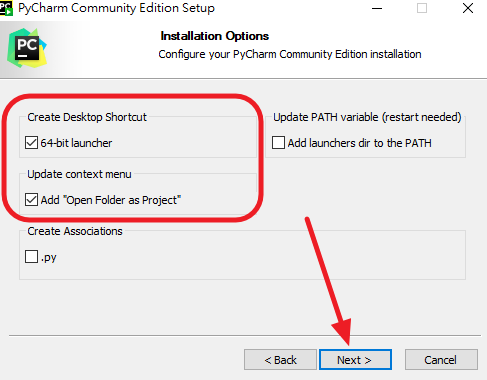 PyCharm Community Edition Setup
PC
Installation Options
Configure your PyCharm Community Edition installation
Create Desktop Shortcut
64-bit launcher
Update PATH variable (restart needed)
Add launchers dir to the PATH
Update context menu
Add "Open Folder as Project"
Create Associations
.py
< Back
Next >
Cancel